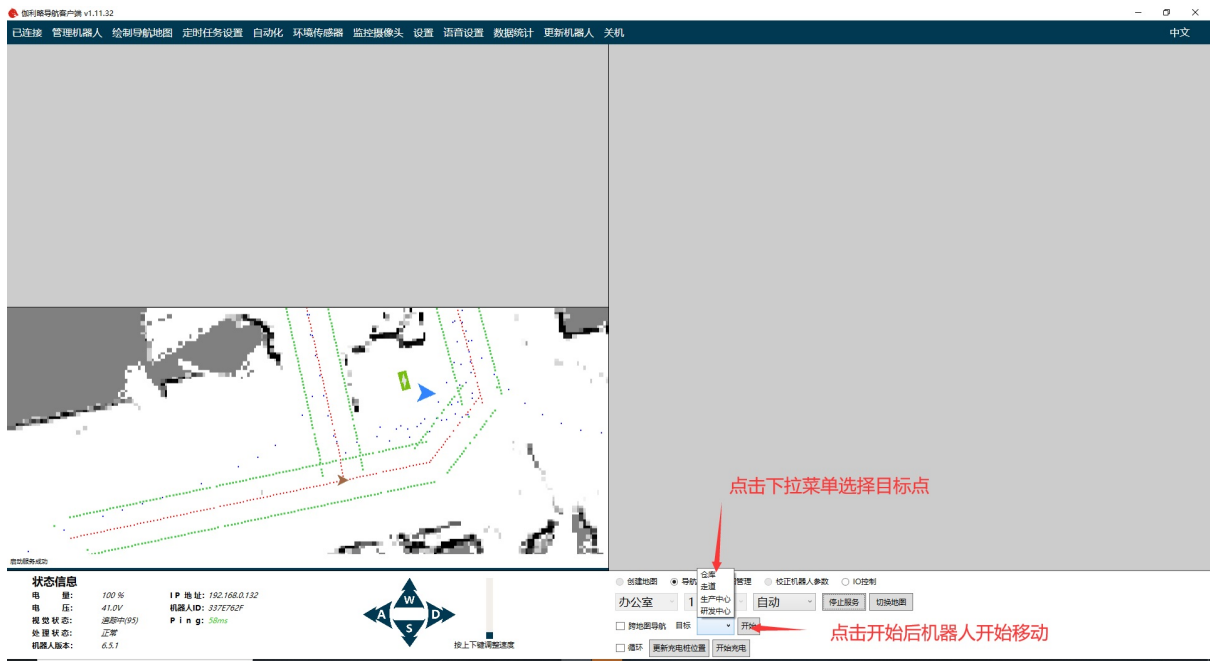 伽利略导航客户端 v1.11.32
已连接 管理机器人 绘制导航地图 定时任务设置 自动化 环境传感器 监控摄像头 设置 语音设置 数据统计 更新机器人 关机 中文
点击下拉菜单选择目标点
启动服务成功
状态信息
电 量: 100 % IP 地址: 192.168.0.132
电 压: 41.0V 机器人ID: 337E762F
视觉状态: 追踪中(95) Ping: 58ms
处理状态: 正常
机器人版本: 6.5.1
W
A D
S
按上下键调整速度
创建地图 导航 管理 校正机器人参数 IO控制
办公室 1 自动 停止服务 切换地图
仓库
走道
生产中心
研发中心
跨地图导航 目标 开始
点击开始后机器人开始移动
循环 更新充电桩位置 开始充电